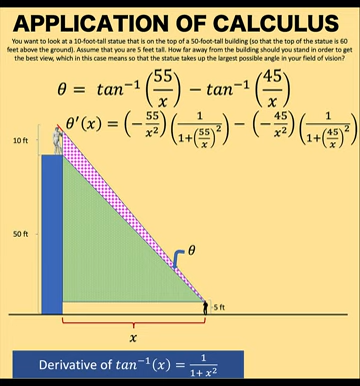 APPLICATION OF CALCULUS
You want to look at a 10-foot-tall statue that is on the top of a 50-foot-tall building (so that the top of the statue is 60
feet above the ground). Assume that you are 5 feet tall. How far away from the building should you stand in order to get
the best view, which in this case means so that the statue takes up the largest possible angle in your field of vision?
θ = tan⁻¹(55/x) − tan⁻¹(45/x)
θ′(x) = (−55/x²)(1/(1+(55/x)²)) − (−45/x²)(1/(1+(45/x)²))
10 ft
50 ft
θ
5 ft
x
Derivative of tan⁻¹(x) = 1/(1+x²)